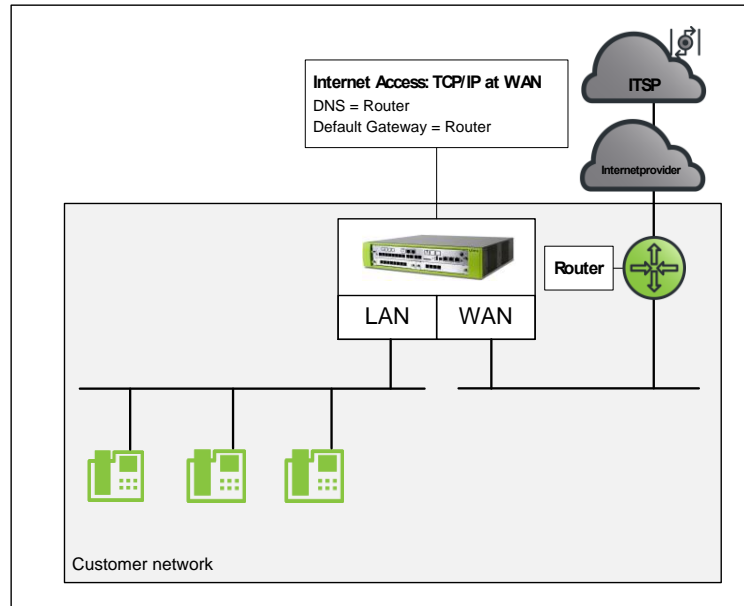 Internet Access: TCP/IP at WAN
DNS = Router
Default Gateway = Router
ITSP
Internetprovider
Router
LAN WAN
Customer network